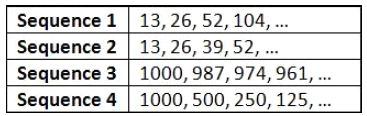 Sequence 1 13, 26, 52, 104, ...
Sequence 2 13, 26, 39, 52, ...
Sequence 3 1000, 987, 974, 961, ...
Sequence 4 1000, 500, 250, 125, ...